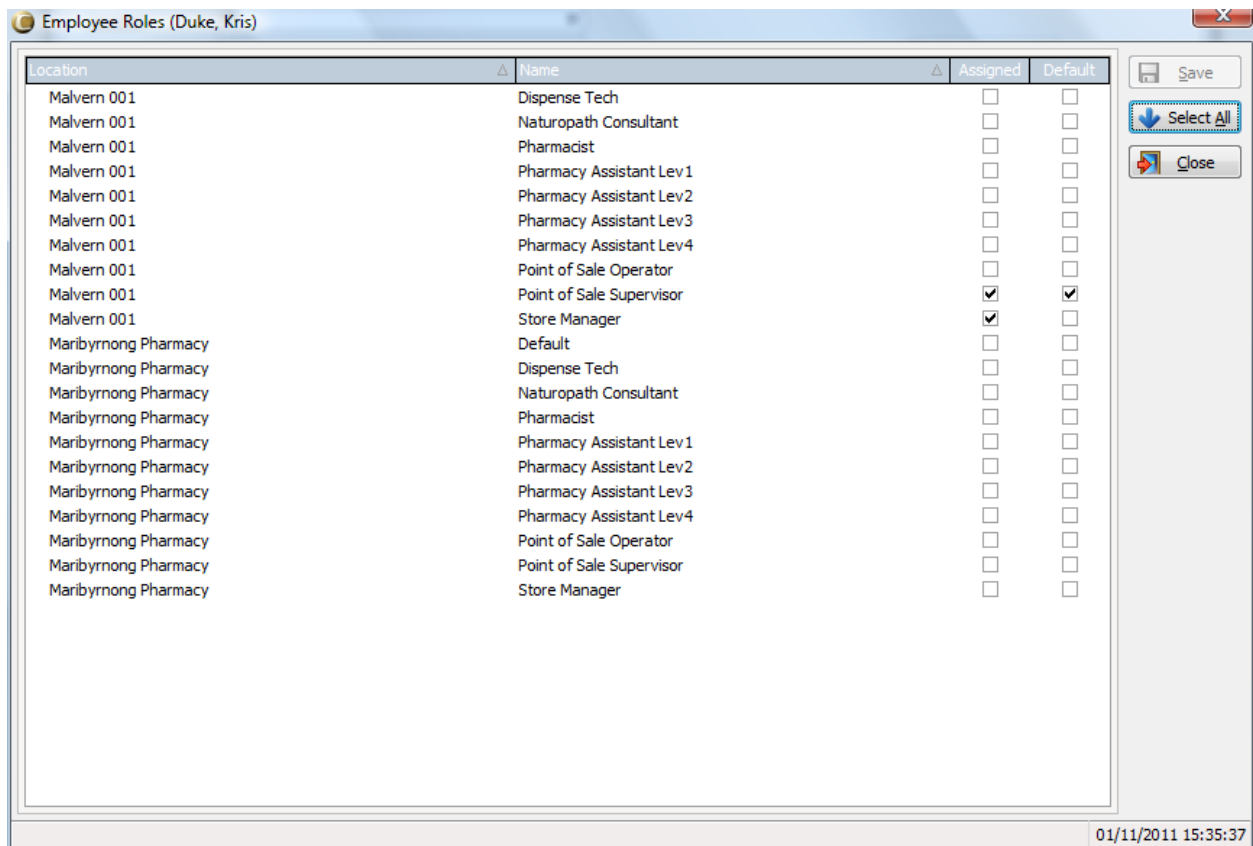 Employee Roles (Duke, Kris)
Location Name Assigned Default
Save
Malvern 001 Dispense Tech
Malvern 001 Naturopath Consultant
Select All
Malvern 001 Pharmacist
Close
Malvern 001 Pharmacy Assistant Lev1
Malvern 001 Pharmacy Assistant Lev2
Malvern 001 Pharmacy Assistant Lev3
Malvern 001 Pharmacy Assistant Lev4
Malvern 001 Point of Sale Operator
Malvern 001 Point of Sale Supervisor
Malvern 001 Store Manager
Maribyrnong Pharmacy Default
Maribyrnong Pharmacy Dispense Tech
Maribyrnong Pharmacy Naturopath Consultant
Maribyrnong Pharmacy Pharmacist
Maribyrnong Pharmacy Pharmacy Assistant Lev1
Maribyrnong Pharmacy Pharmacy Assistant Lev2
Maribyrnong Pharmacy Pharmacy Assistant Lev3
Maribyrnong Pharmacy Pharmacy Assistant Lev4
Maribyrnong Pharmacy Point of Sale Operator
Maribyrnong Pharmacy Point of Sale Supervisor
Maribyrnong Pharmacy Store Manager
01/11/2011 15:35:37